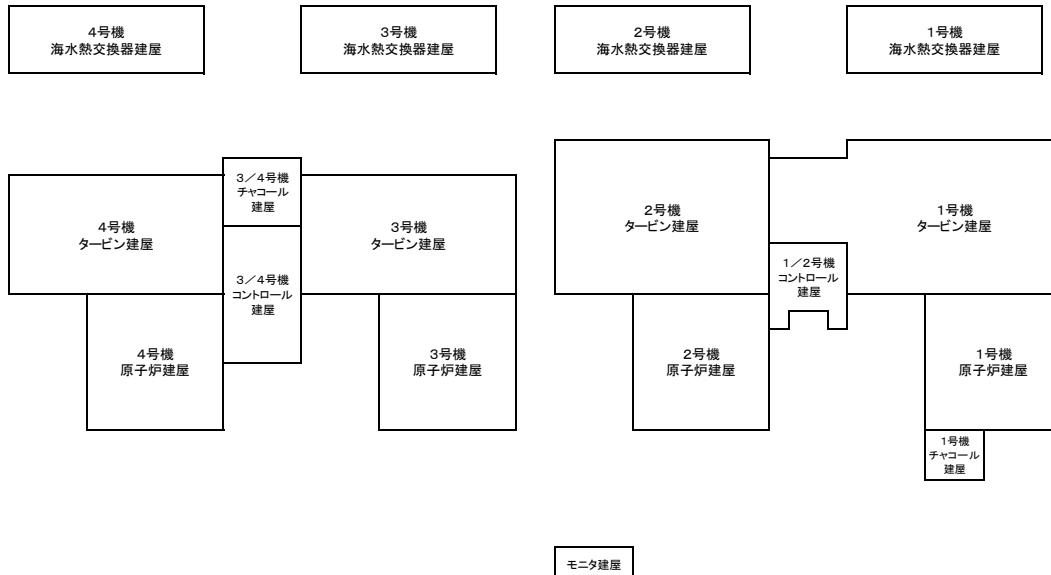 4号機
海水熱交換器建屋
3号機
海水熱交換器建屋
2号機
海水熱交換器建屋
1号機
海水熱交換器建屋
3／4号機
チャコール
建屋
4号機
タービン建屋
3号機
タービン建屋
2号機
タービン建屋
1号機
タービン建屋
3／4号機
コントロール
建屋
1／2号機
コントロール
建屋
4号機
原子炉建屋
3号機
原子炉建屋
2号機
原子炉建屋
1号機
原子炉建屋
1号機
チャコール
建屋
モニタ建屋